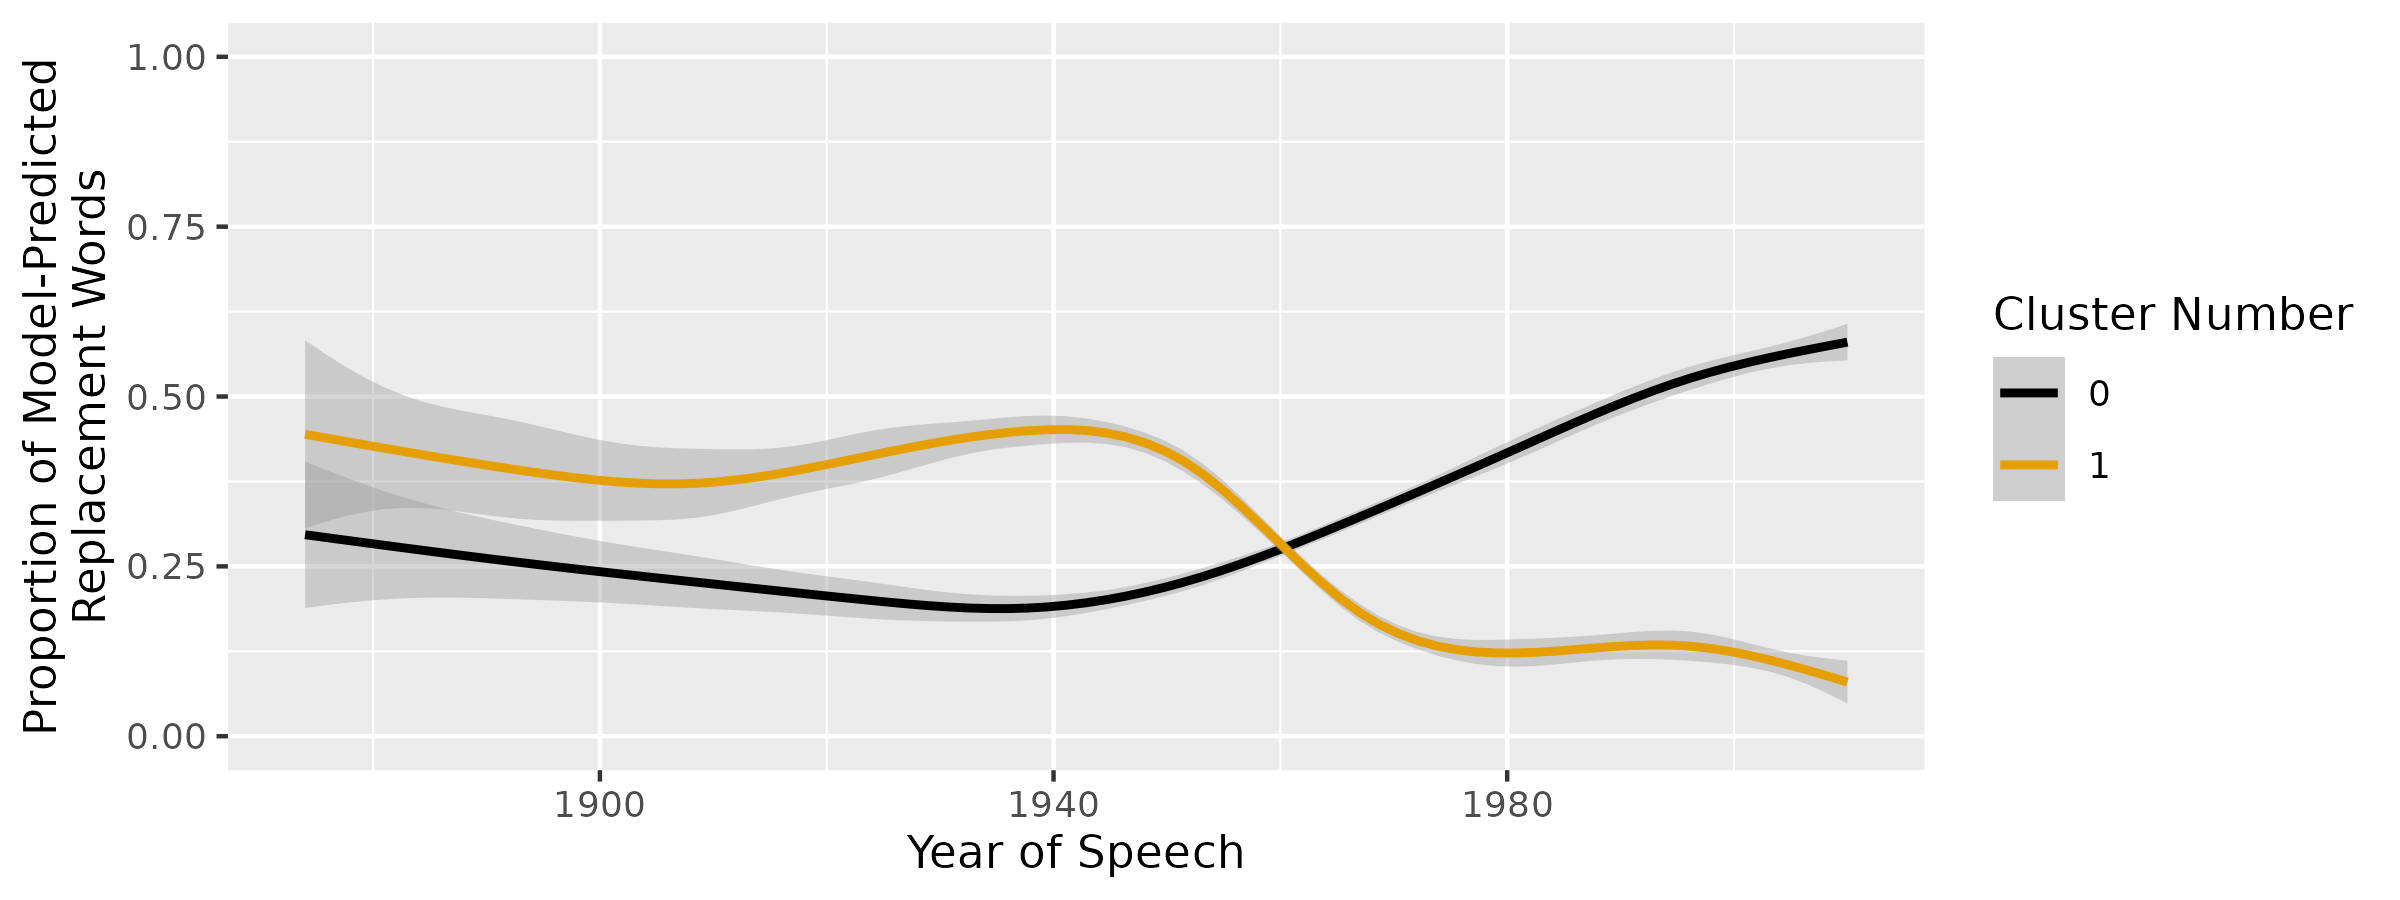 Proportion of Model-Predicted
Replacement Words
1.00
0.75
0.50
0.25
0.00
1900
1940
1980
Year of Speech
Cluster Number
0
1